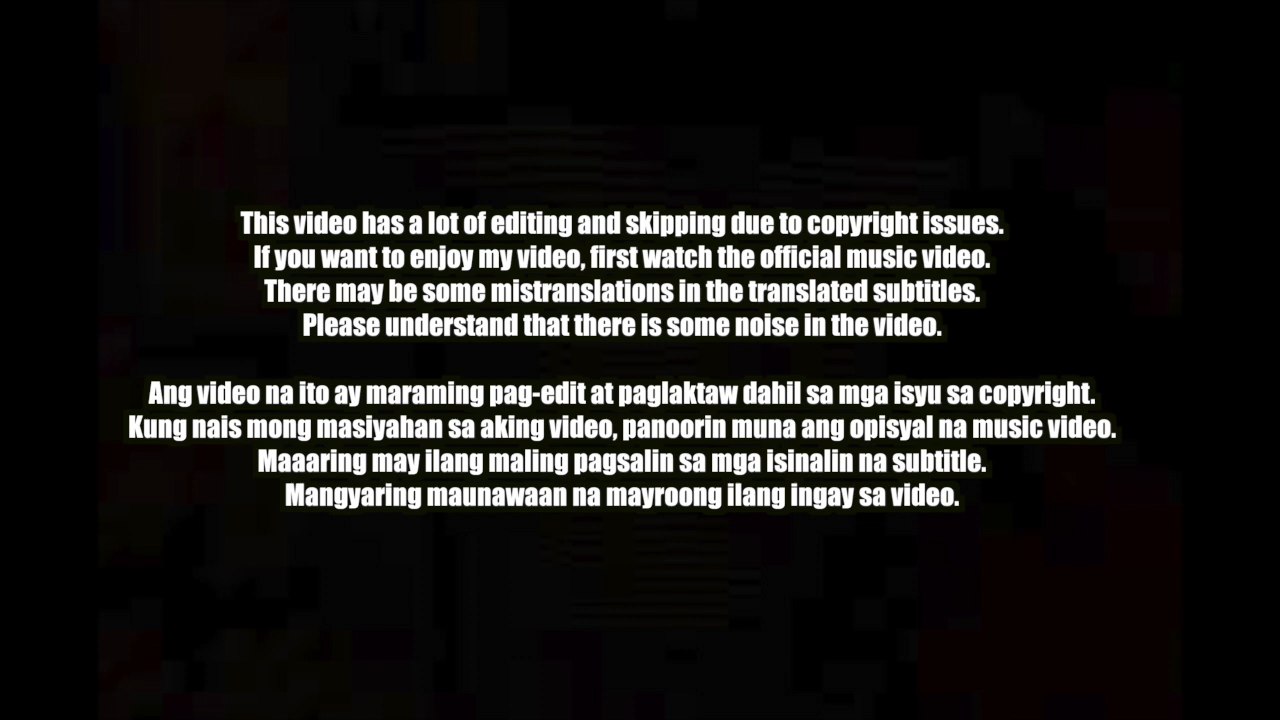 This video has a lot of editing and skipping due to copyright issues.
If you want to enjoy my video, first watch the official music video.
There may be some mistranslations in the translated subtitles.
Please understand that there is some noise in the video.
Ang video na ito ay maraming pag-edit at paglaktaw dahil sa mga isyu sa copyright.
Kung nais mong masiyahan sa aking video, panoorin muna ang opisyal na music video.
Maaaring may ilang maling pagsalin sa mga isinalin na subtitle.
Mangyaring maunawaan na mayroong ilang ingay sa video.